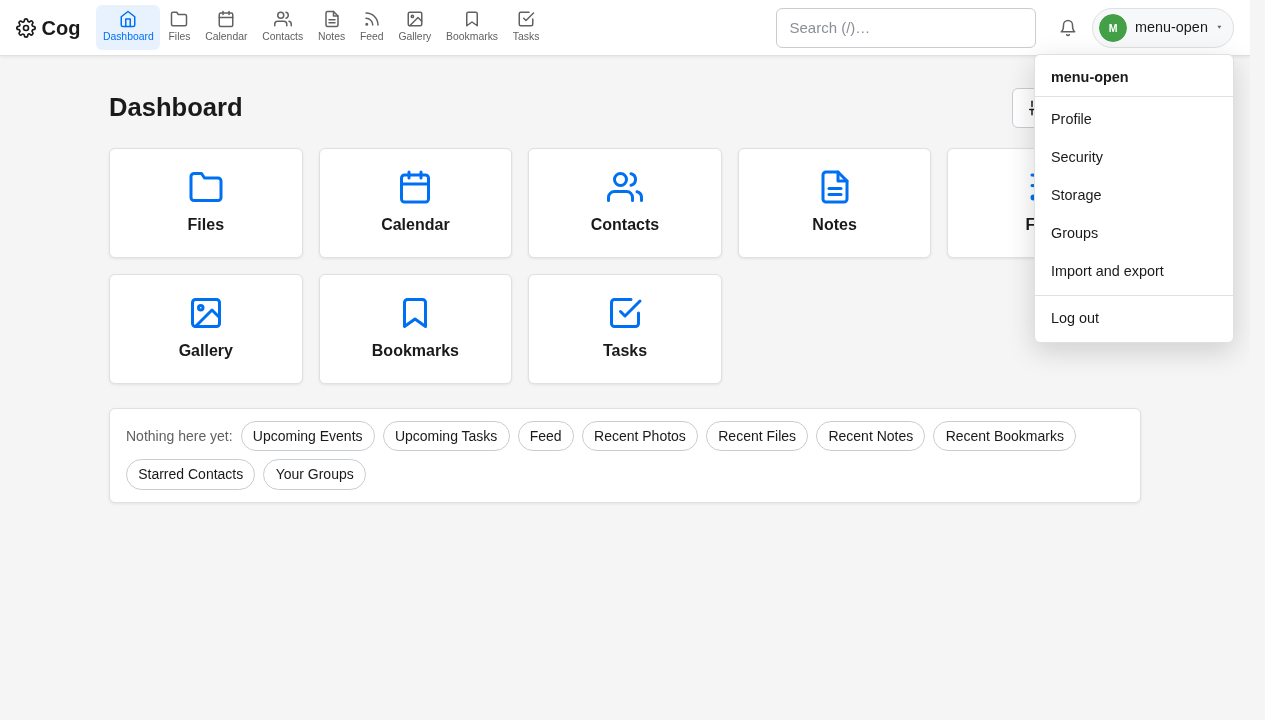 Cog
Dashboard
Files
Calendar
Contacts
Notes
Feed
Gallery
Bookmarks
Tasks
Search (/)…
M
menu-open
menu-open
Profile
Security
Storage
Groups
Import and export
Log out
Dashboard
Files
Calendar
Contacts
Notes
Gallery
Bookmarks
Tasks
Nothing here yet: Upcoming Events Upcoming Tasks Feed Recent Photos Recent Files Recent Notes Recent Bookmarks
Starred Contacts Your Groups